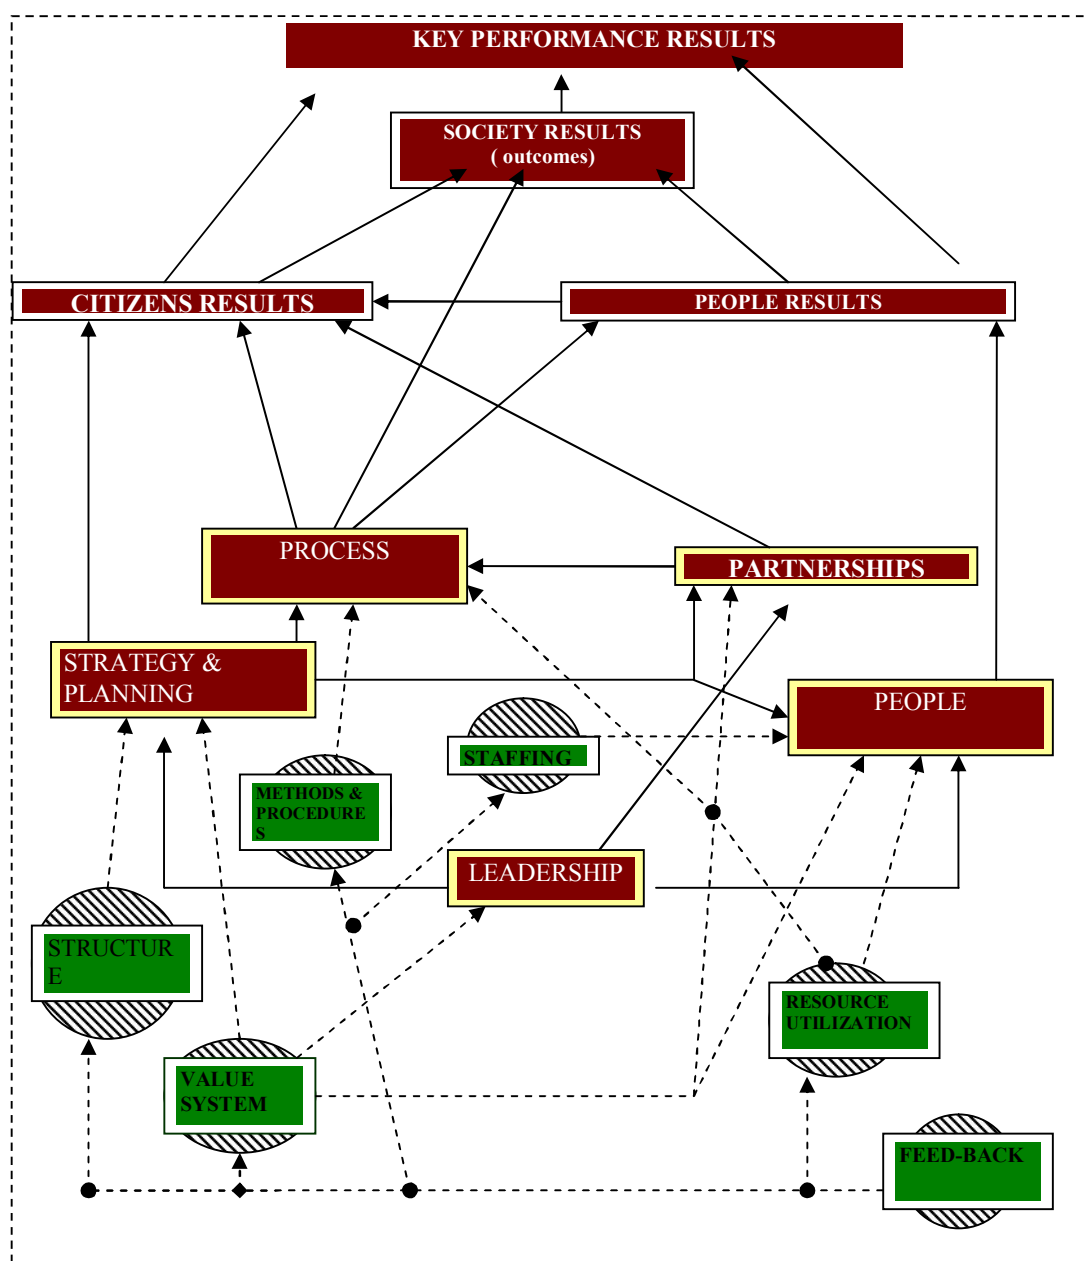 KEY PERFORMANCE RESULTS
SOCIETY RESULTS
( outcomes)
CITIZENS RESULTS
PEOPLE RESULTS
PROCESS
PARTNERSHIPS
STRATEGY &
PLANNING
PEOPLE
STAFFING
METHODS &
PROCEDURE
S
LEADERSHIP
STRUCTUR
E
RESOURCE
UTILIZATION
VALUE
SYSTEM
FEED-BACK